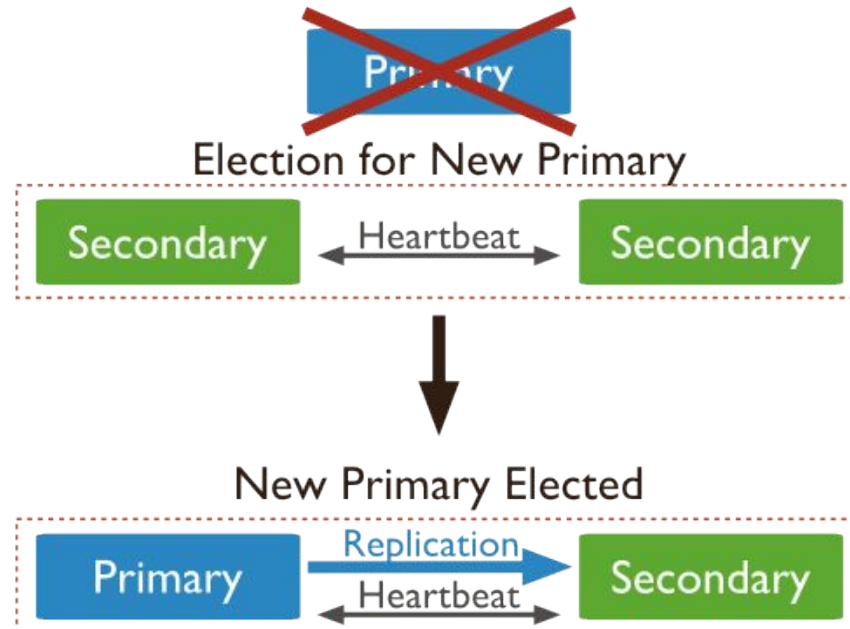 Primary
Election for New Primary
Secondary
Heartbeat
Secondary
New Primary Elected
Primary
Replication
Heartbeat
Secondary